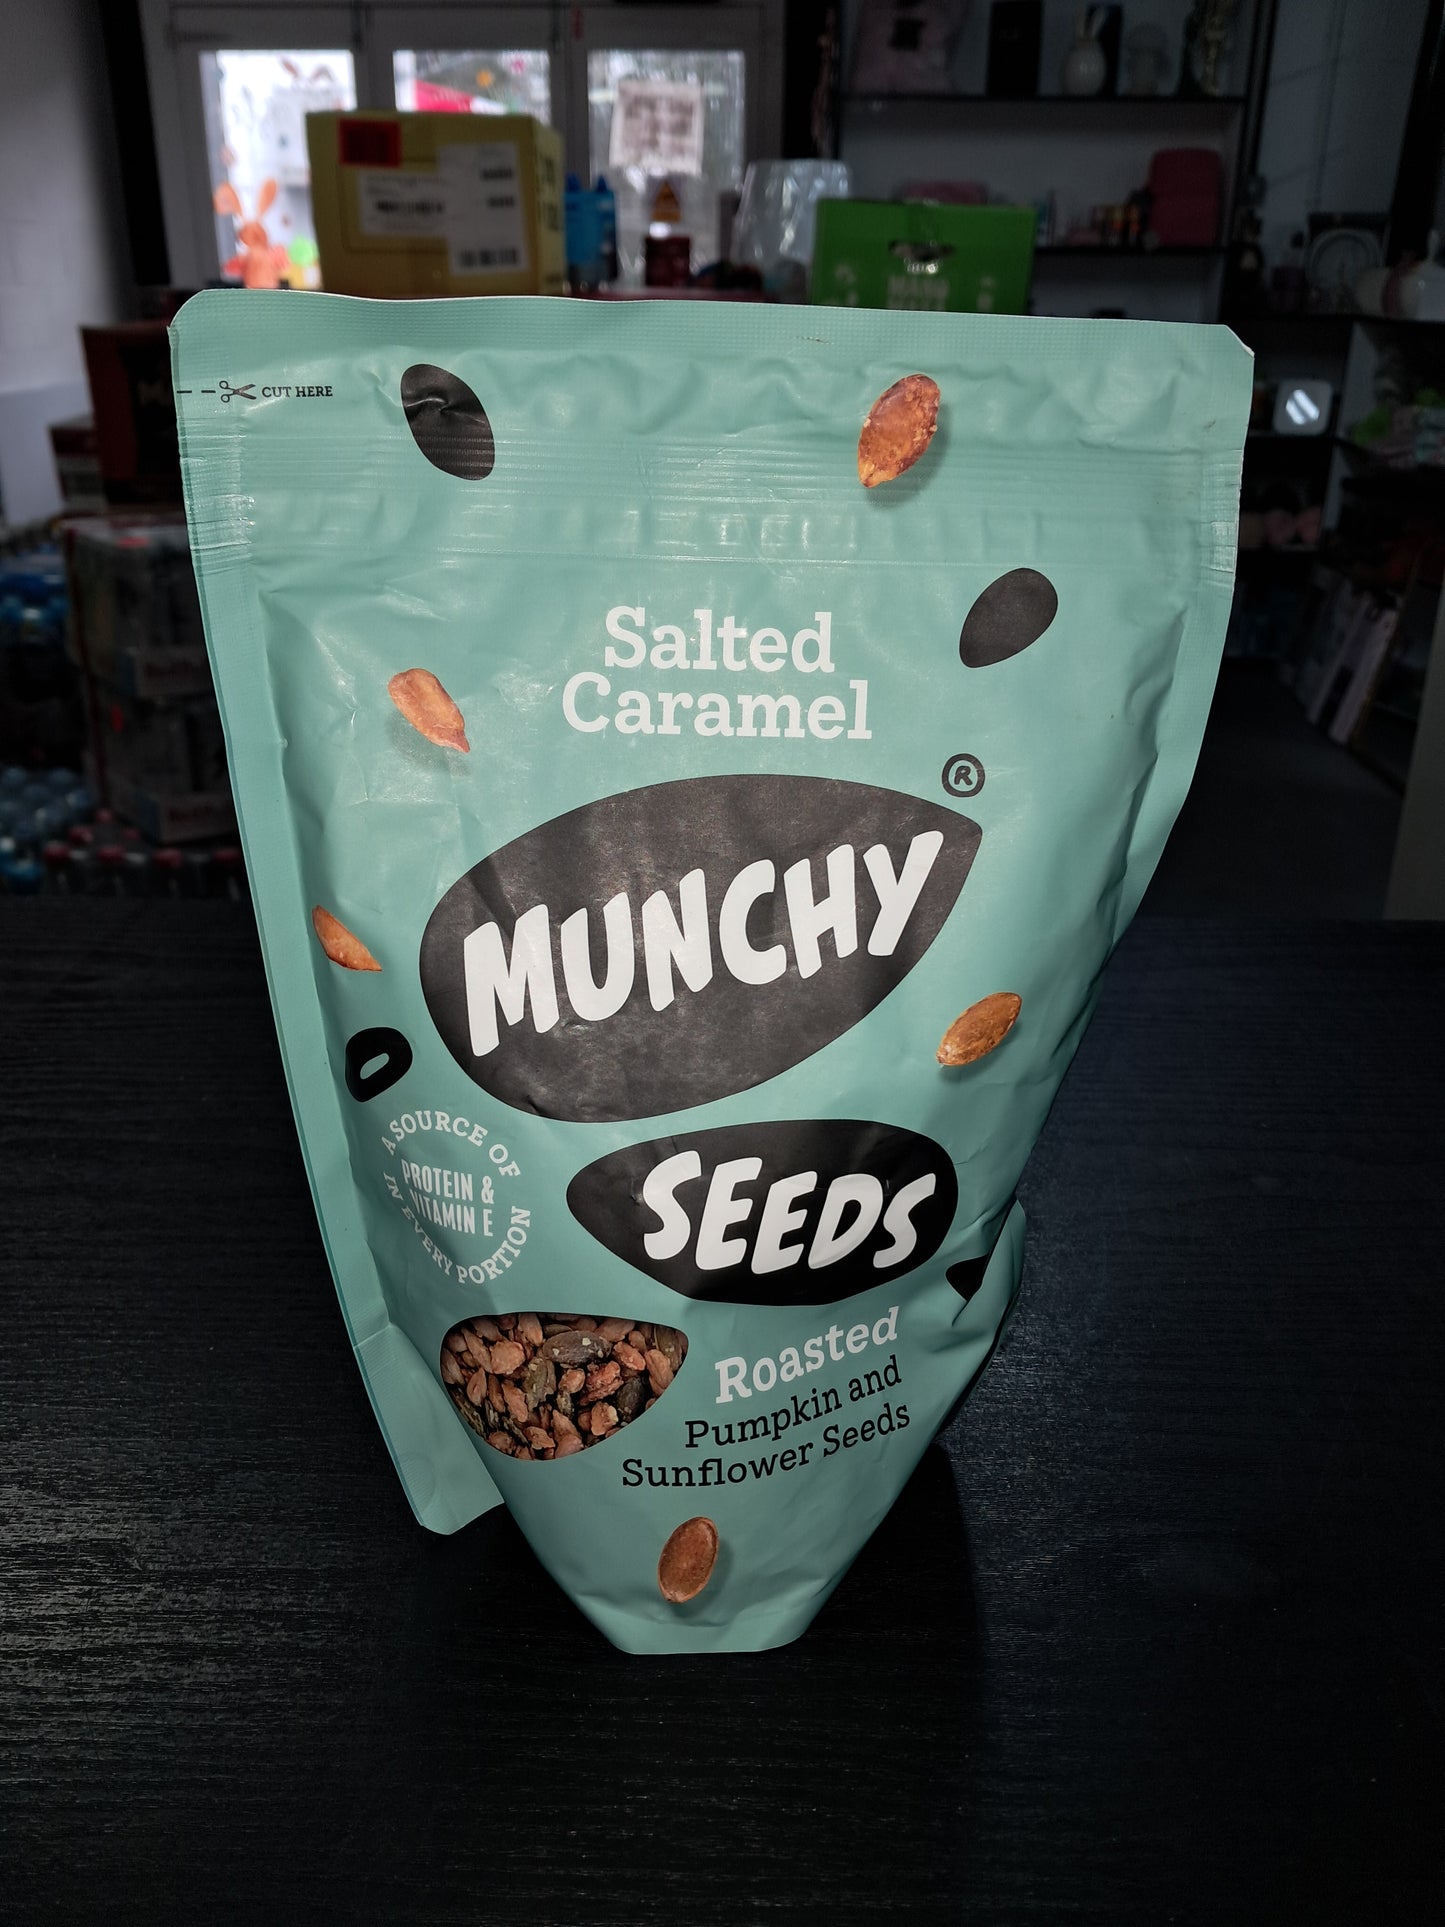 CUT HERE
Salted
Caramel
®
MUNCHY
SEEDS
A SOURCE OF
PROTEIN &
VITAMIN E
IN EVERY PORTION
Roasted
Pumpkin and
Sunflower Seeds